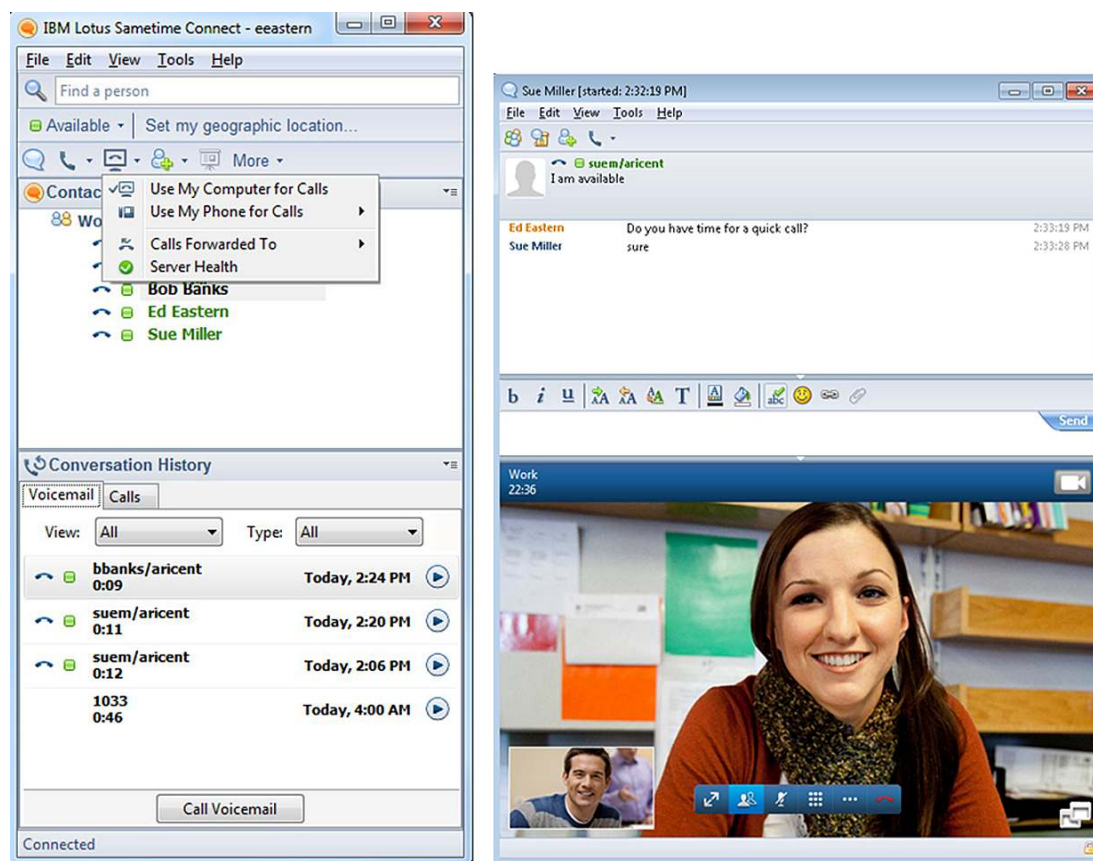 IBM Lotus Sametime Connect - eeastern
File Edit View Tools Help
Find a person
Available Set my geographic location...
More
Contac
Use My Computer for Calls
Use My Phone for Calls
Calls Forwarded To
Server Health
Wo
Bob Banks
Ed Eastern
Sue Miller
Conversation History
Voicemail Calls
View: All Type: All
bbanks/aricent
0:09 Today, 2:24 PM
suem/aricent
0:11 Today, 2:20 PM
suem/aricent
0:12 Today, 2:06 PM
1033
0:46 Today, 4:00 AM
Call Voicemail
Connected
Sue Miller [started: 2:32:19 PM]
File Edit View Tools Help
suem/aricent
I am available
Ed Eastern Do you have time for a quick call? 2:33:19 PM
Sue Miller sure 2:33:28 PM
b i u AA AA AA T A abc
Send
Work
22:36